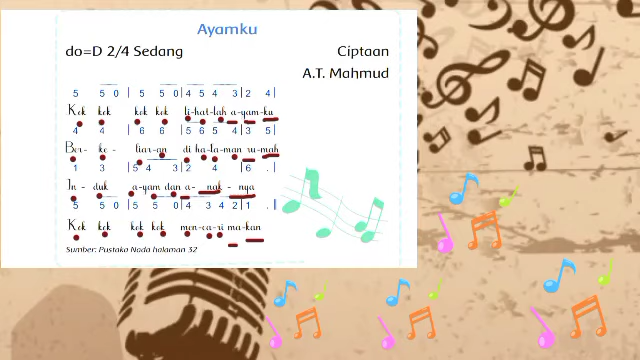 Ayamku
do=D 2/4 Sedang
Ciptaan
A.T. Mahmud
5 5 0 | 5 5 0 | 4 5 4 3 | 2 4 |
Kok kok kok kok li-hat-lah a-yam-ku
4 4 | 6 6 | 5 6 5 4 | 3 5
Ber- ke - liar-an di ha-la-man ru-mah
1 3 | 5 4 3 | 2 4 | 6 . |
In - duk a-yam dan a- nak - nya
5 5 0 | 5 5 0 | 5 4 3 4 2 | 1 . ||
Kok kok kok kok men-ca-ri ma-kan
Sumber: Pustaka Nada halaman 32